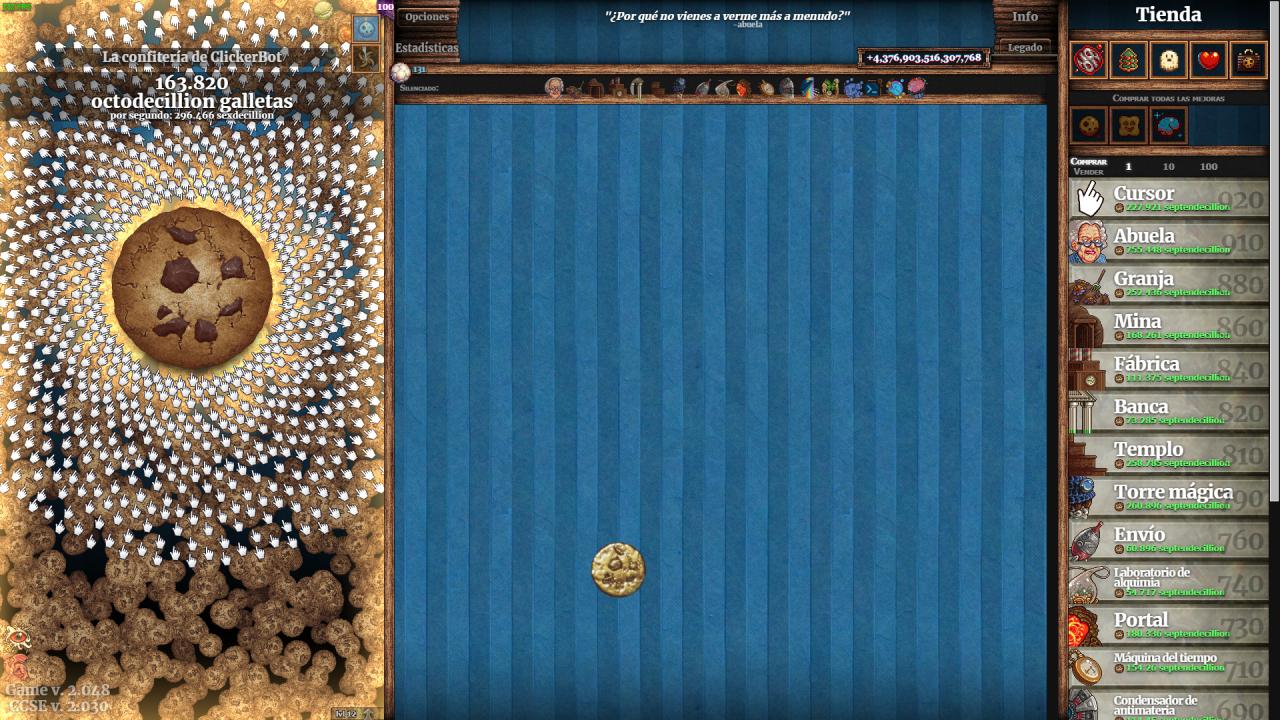 100
Opciones
"¿Por qué no vienes a verme más a menudo?"
-abuela
Info
Tienda
Estadísticas
Legado
La confitería de ClickerBot
+4,376,903,516,307,768
131
163.820
octodecillion galletas
por segundo: 296.466 sexdecillion
Silenciado:
Comprar todas las mejoras
Comprar
Vender
1
10
100
Cursor
227.921 septendecillion
Abuela
755.448 septendecillion
Granja
252.436 septendecillion
880
Mina
168.261 septendecillion
860
Fábrica
111.375 septendecillion
840
Banca
73.285 septendecillion
820
Templo
258.785 septendecillion
810
Torre mágica
260.896 septendecillion
Envío
60.896 septendecillion
760
Laboratorio de
alquimia
54.717 septendecillion
740
Portal
180.336 septendecillion
730
Máquina del tiempo
154.26 septendecillion
710
Condensador de
antimateria
690
Game v. 2.048
CCSE v. 2.030
lvl 12